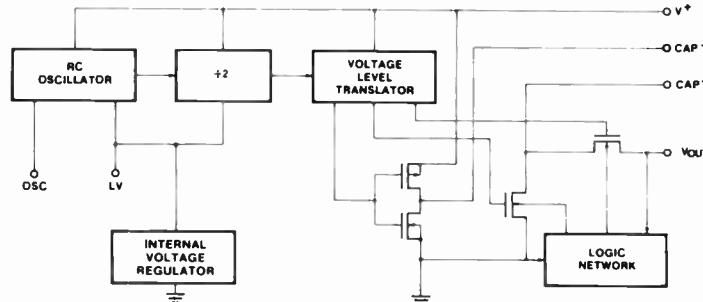 V+
CAP+
CAP-
RC
OSCILLATOR
÷2
VOLTAGE
LEVEL
TRANSLATOR
VOUT
OSC
LV
INTERNAL
VOLTAGE
REGULATOR
LOGIC
NETWORK